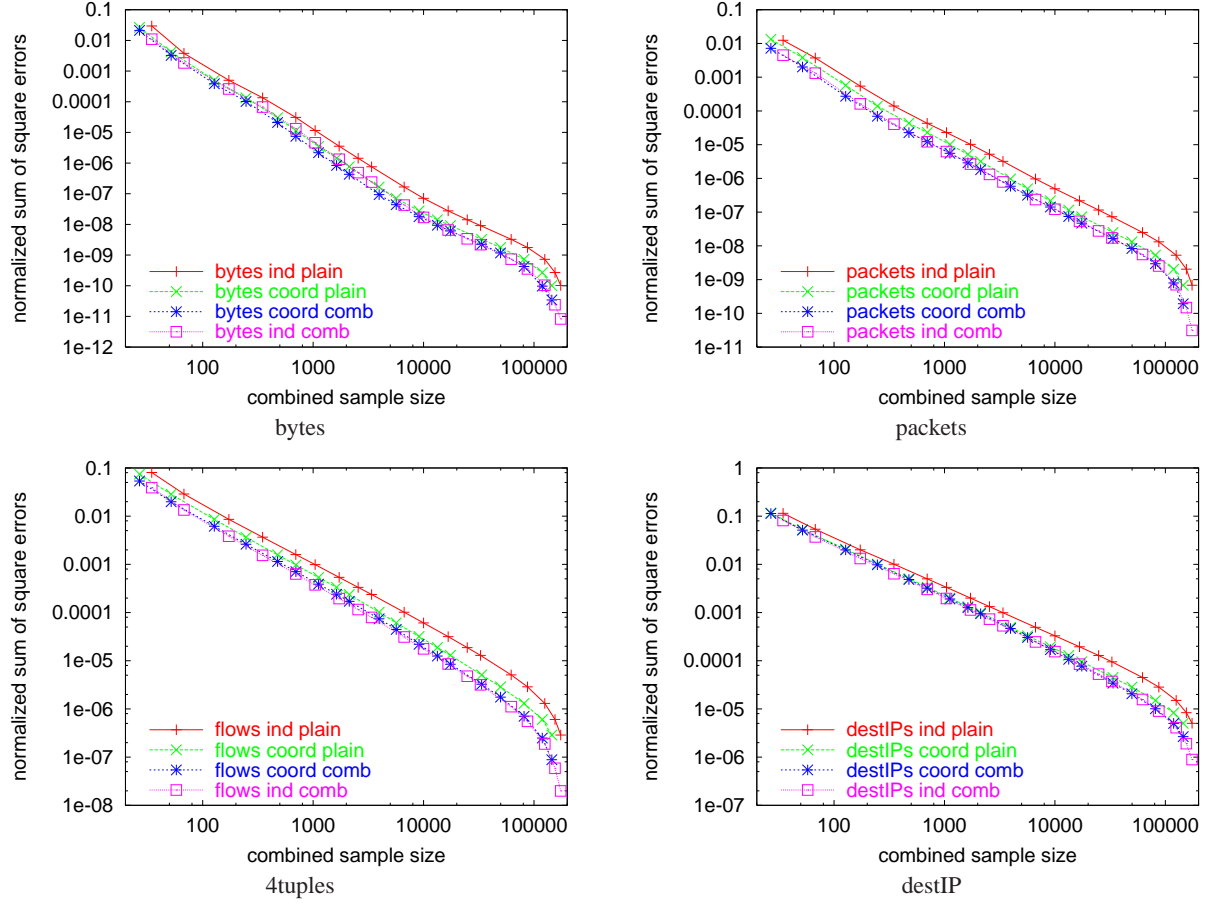 normalized sum of square errors
0.1
0.01
0.001
0.0001
1e-05
1e-06
1e-07
1e-08
1e-09
1e-10
1e-11
1e-12
bytes ind plain
bytes coord plain
bytes coord comb
bytes ind comb
100 1000 10000 100000
combined sample size
bytes
normalized sum of square errors
0.1
0.01
0.001
0.0001
1e-05
1e-06
1e-07
1e-08
1e-09
1e-10
1e-11
packets ind plain
packets coord plain
packets coord comb
packets ind comb
100 1000 10000 100000
combined sample size
packets
normalized sum of square errors
0.1
0.01
0.001
0.0001
1e-05
1e-06
1e-07
1e-08
flows ind plain
flows coord plain
flows coord comb
flows ind comb
100 1000 10000 100000
combined sample size
4tuples
normalized sum of square errors
1
0.1
0.01
0.001
0.0001
1e-05
1e-06
1e-07
destIPs ind plain
destIPs coord plain
destIPs coord comb
destIPs ind comb
100 1000 10000 100000
combined sample size
destIP